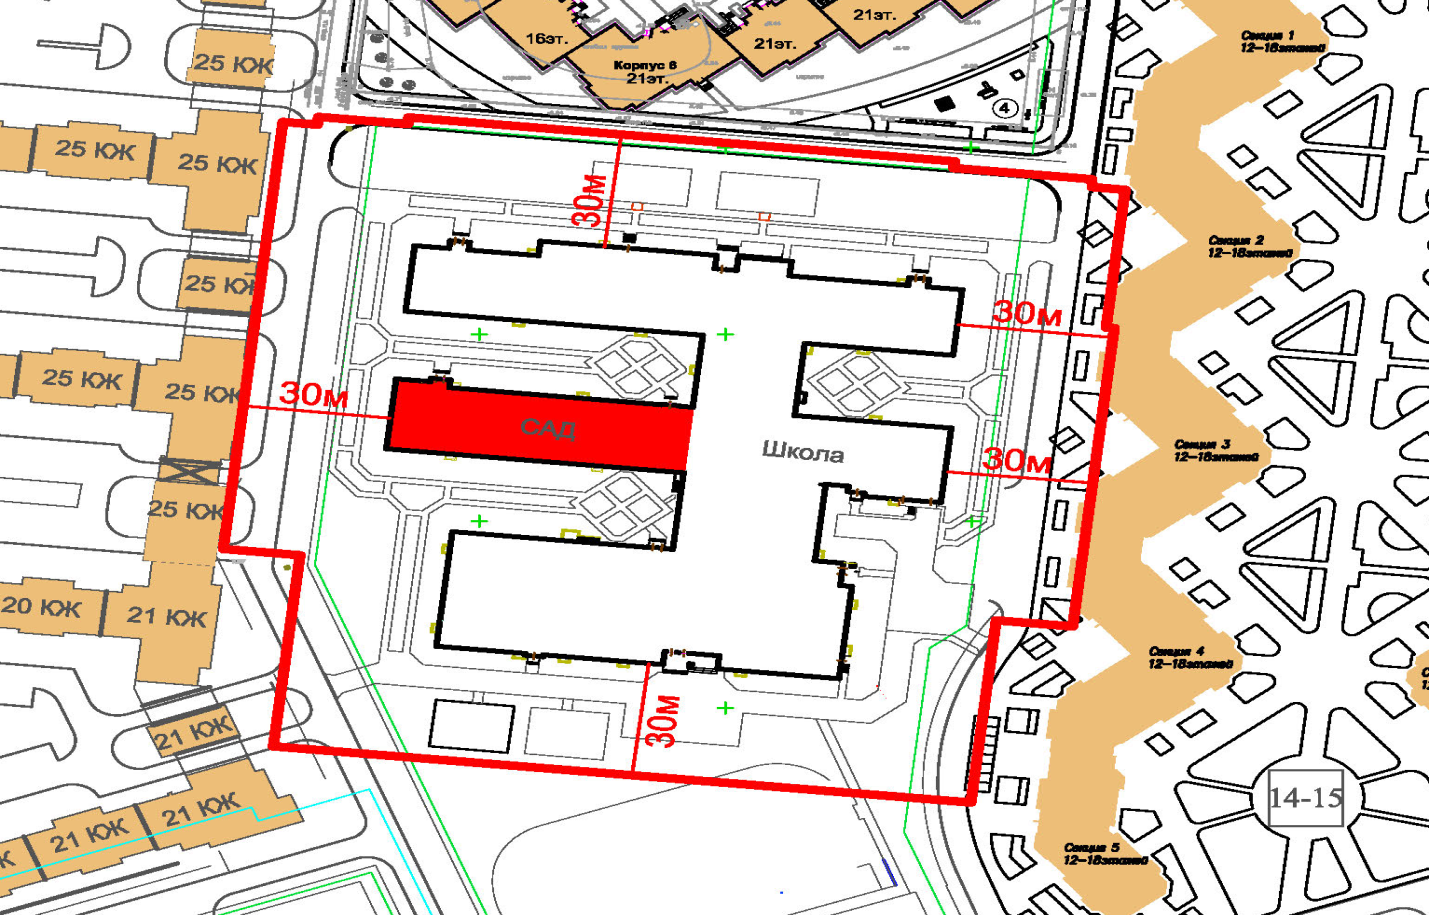 16эт.
21эт.
21эт.
Корпус 6
21эт.
4
Секция 1
12-18этажей
25 КЖ
25 КЖ
25 КЖ
30м
Секция 2
12-18этажей
25 КЖ
30м
25 КЖ
25 КЖ
30м
САД
Школа
30м
Секция 3
12-18этажей
25 КЖ
20 КЖ
21 КЖ
Секция 4
12-18этажей
30м
21 КЖ
21 КЖ
21 КЖ
14-15
Секция 5
12-18этажей